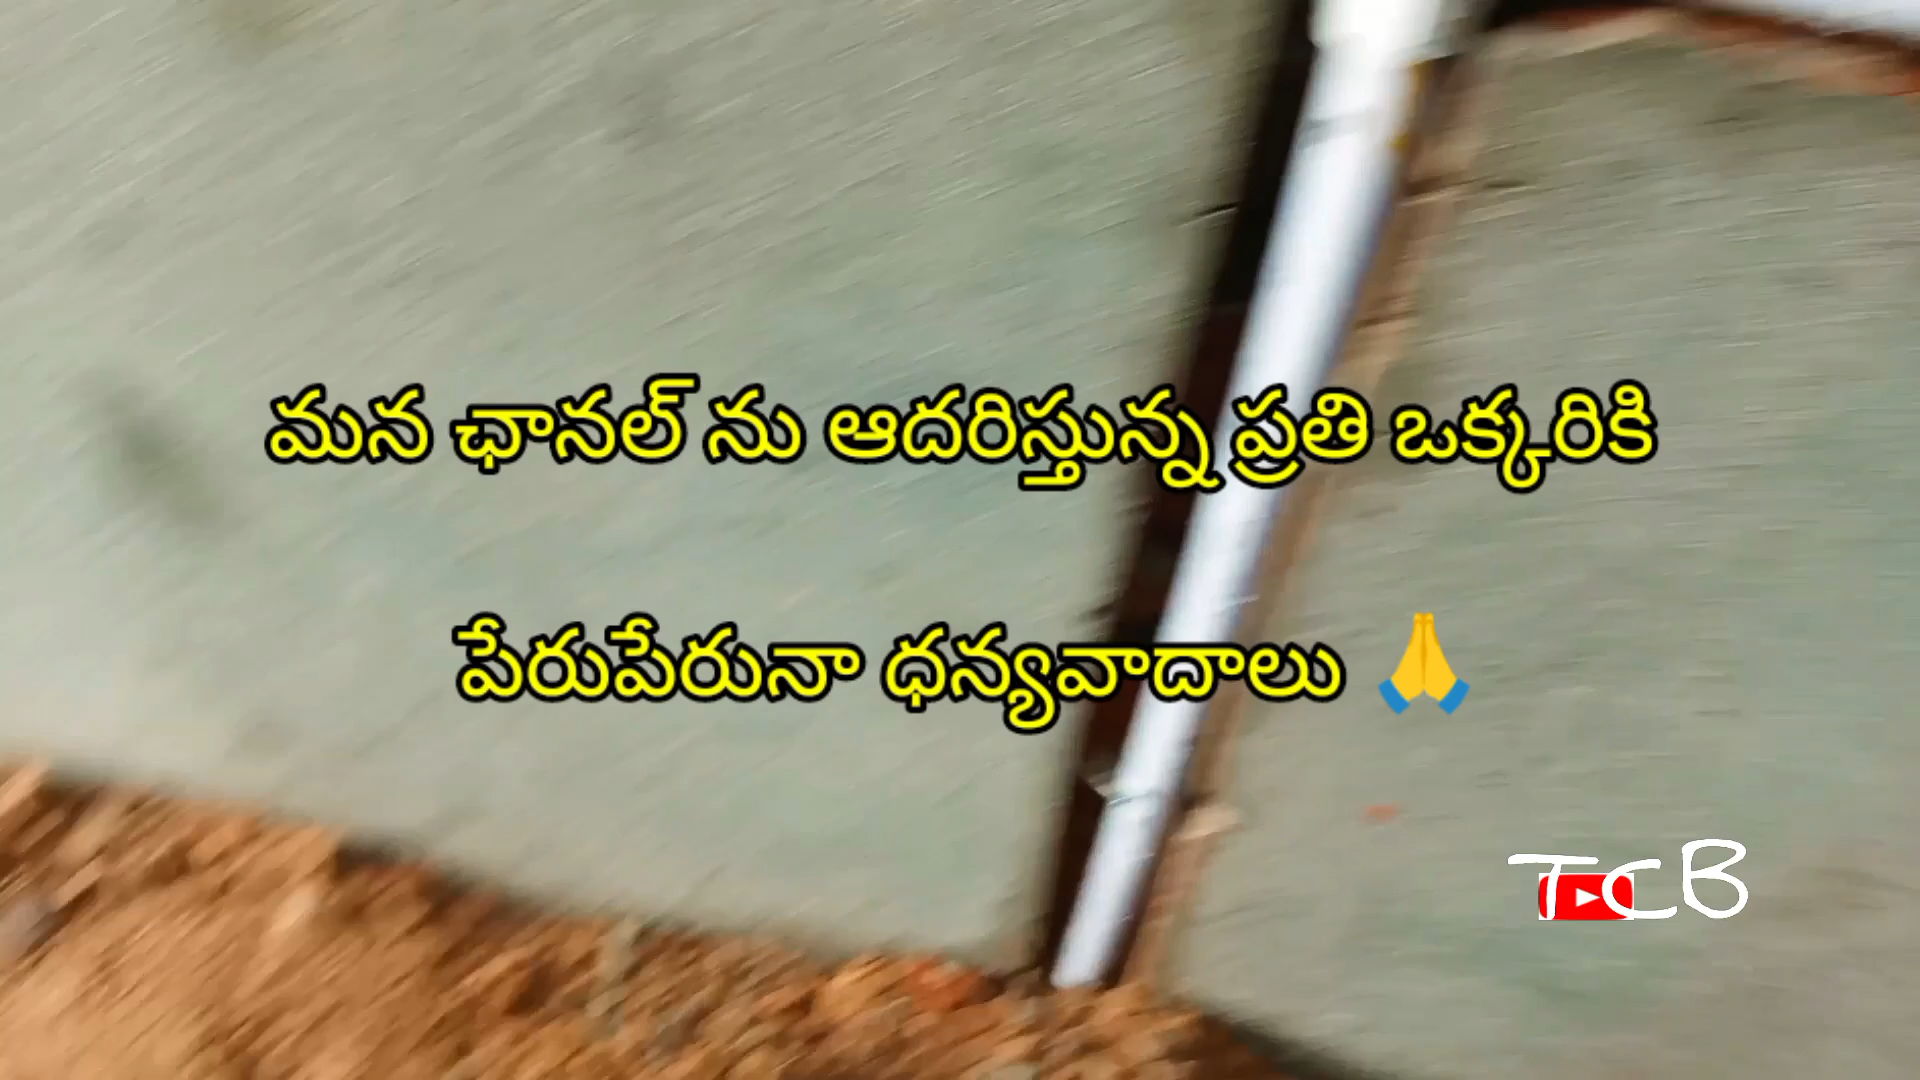 మన ఛానల్ ను ఆదరిస్తున్న ప్రతి ఒక్కరికి
పేరుపేరునా ధన్యవాదాలు 🙏
TCB